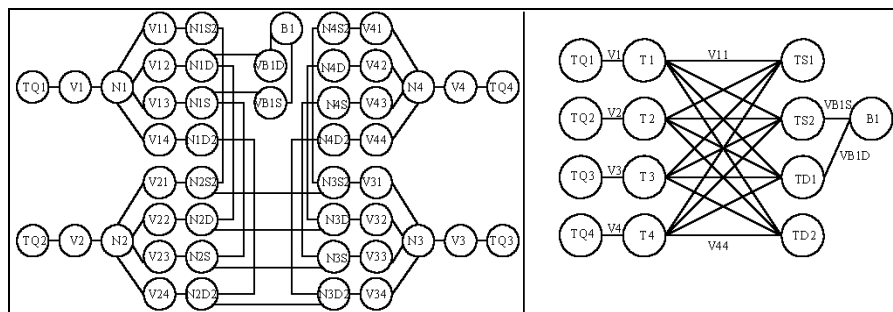 V11 N1S2 B1 N4S2 V41
V12 N1D VB1D N4D V42
TQ1 V1 N1 N4 V4 TQ4
V13 N1S VB1S N4S V43
V14 N1D2 N4D2 V44
V21 N2S2 N3S2 V31
V22 N2D N3D V32
TQ2 V2 N2 N3 V3 TQ3
V23 N2S N3S V33
V24 N2D2 N3D2 V34
TQ1 V1 T1 V11 TS1
TQ2 V2 T2 TS2 VB1S B1
VB1D
TQ3 V3 T3 TD1
TQ4 V4 T4 V44 TD2